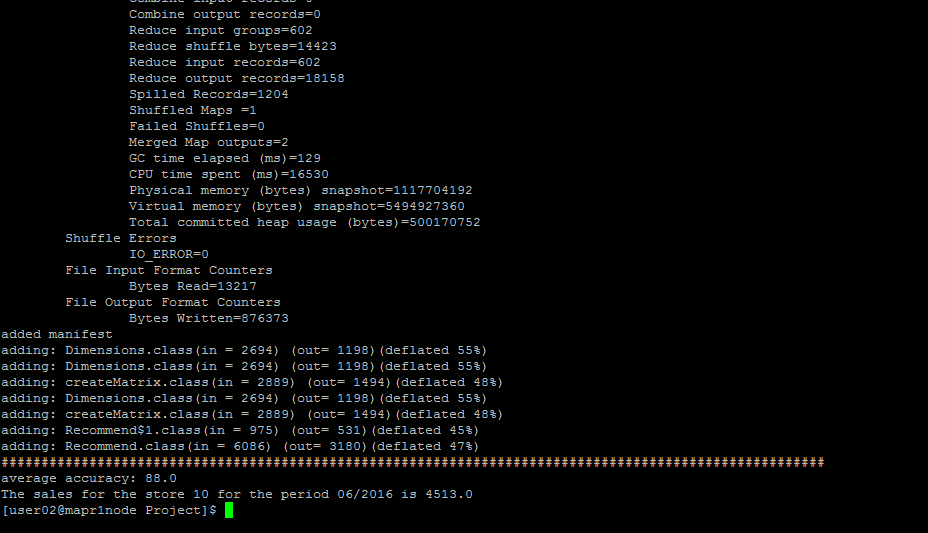 Combine output records=0
Reduce input groups=602
Reduce shuffle bytes=14423
Reduce input records=602
Reduce output records=18158
Spilled Records=1204
Shuffled Maps =1
Failed Shuffles=0
Merged Map outputs=2
GC time elapsed (ms)=129
CPU time spent (ms)=16530
Physical memory (bytes) snapshot=1117704192
Virtual memory (bytes) snapshot=5494927360
Total committed heap usage (bytes)=500170752
Shuffle Errors
IO_ERROR=0
File Input Format Counters
Bytes Read=13217
File Output Format Counters
Bytes Written=876373
added manifest
adding: Dimensions.class(in = 2694) (out= 1198)(deflated 55%)
adding: Dimensions.class(in = 2694) (out= 1198)(deflated 55%)
adding: createMatrix.class(in = 2889) (out= 1494)(deflated 48%)
adding: Dimensions.class(in = 2694) (out= 1198)(deflated 55%)
adding: createMatrix.class(in = 2889) (out= 1494)(deflated 48%)
adding: Recommend$1.class(in = 975) (out= 531)(deflated 45%)
adding: Recommend.class(in = 6086) (out= 3180)(deflated 47%)
#######################################################################################################
average accuracy: 88.0
The sales for the store 10 for the period 06/2016 is 4513.0
[user02@mapr1node Project]$